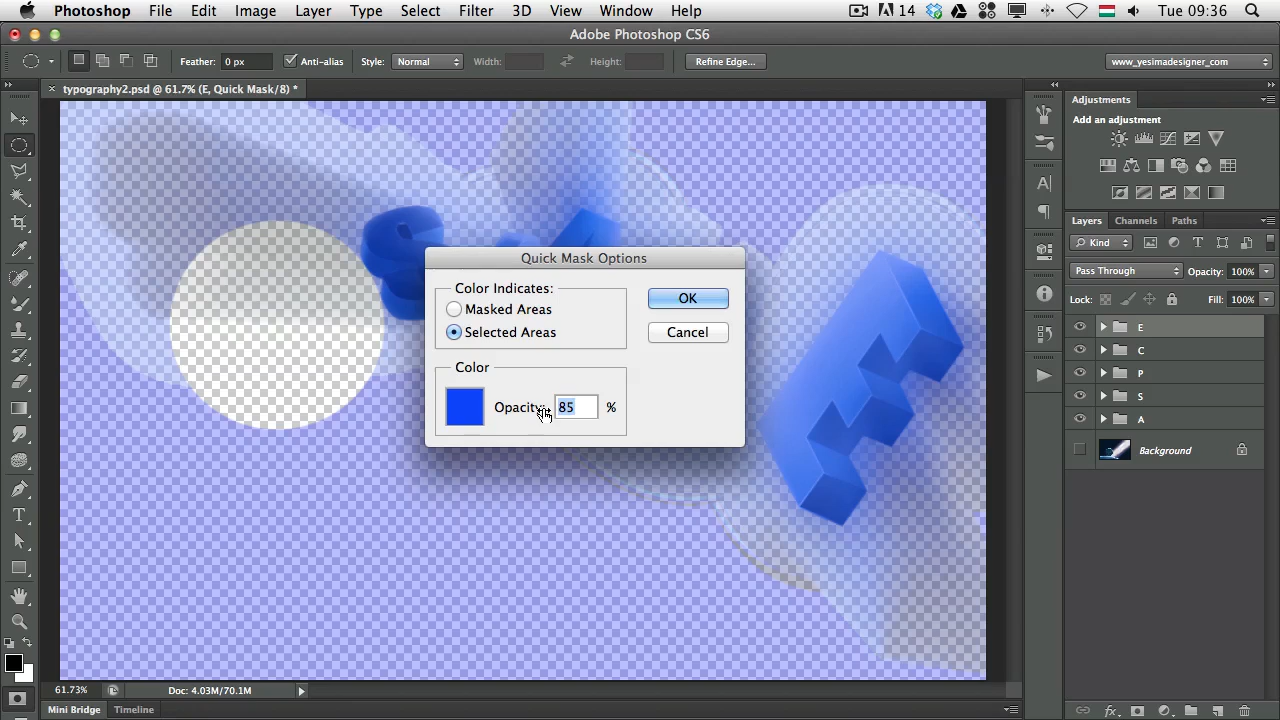 Photoshop File Edit Image Layer Type Select Filter 3D View Window Help 14 Tue 09:36
Adobe Photoshop CS6
Feather: 0 px Anti-alias Style: Normal Width: Height: Refine Edge... www_yesimadesigner_com
typography2.psd @ 61.7% (E, Quick Mask/8) *
Adjustments
Add an adjustment
Layers Channels Paths
Kind
Pass Through Opacity: 100%
Lock: Fill: 100%
E
C
P
S
A
Background
Quick Mask Options
Color Indicates:
Masked Areas
Selected Areas
OK
Cancel
Color
Opacity: 85 %
61.73% Doc: 4.03M/70.1M
Mini Bridge Timeline